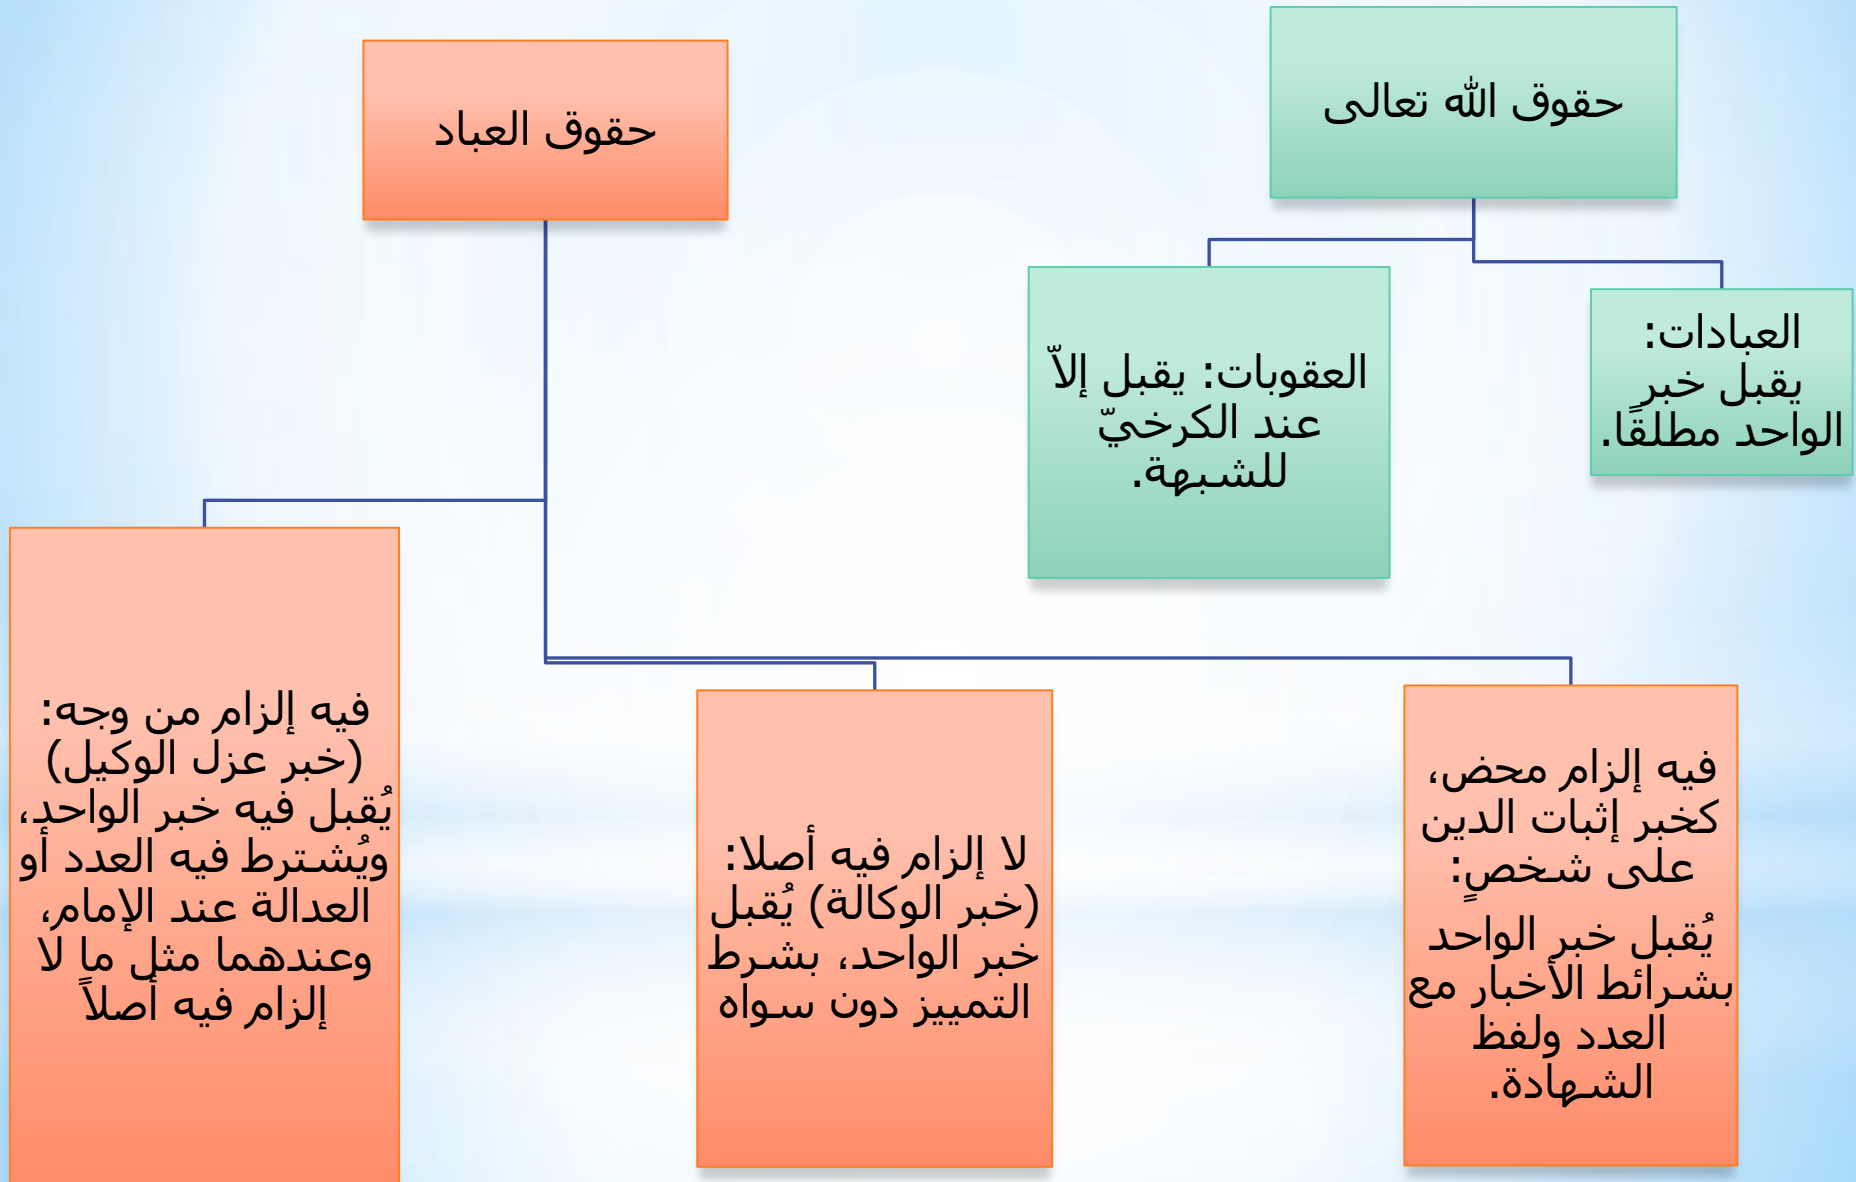 حقوق الله تعالى
حقوق العباد
العبادات:
يقبل خبر
الواحد مطلقًا.
العقوبات: يقبل إلاّ
عند الكرخيّ
للشبهة.
فيه إلزام محض،
كخبر إثبات الدين
على شخصٍ:
يُقبل خبر الواحد
بشرائط الأخبار مع
العدد ولفظ
الشهادة.
لا إلزام فيه أصلا:
(خبر الوكالة) يُقبل
خبر الواحد، بشرط
التمييز دون سواه
فيه إلزام من وجه:
(خبر عزل الوكيل)
يُقبل فيه خبر الواحد،
ويُشترط فيه العدد أو
العدالة عند الإمام،
وعندهما مثل ما لا
إلزام فيه أصلاً